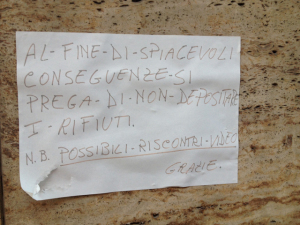 AL-FINE-DI-SPIACEVOLI
CONSEGUENZE-SI
PREGA-DI-NON-DEPOSITARE
I-RIFIUTI.
N.B. POSSIBILI-RISCONTRI-VIDEO
GRAZIE.